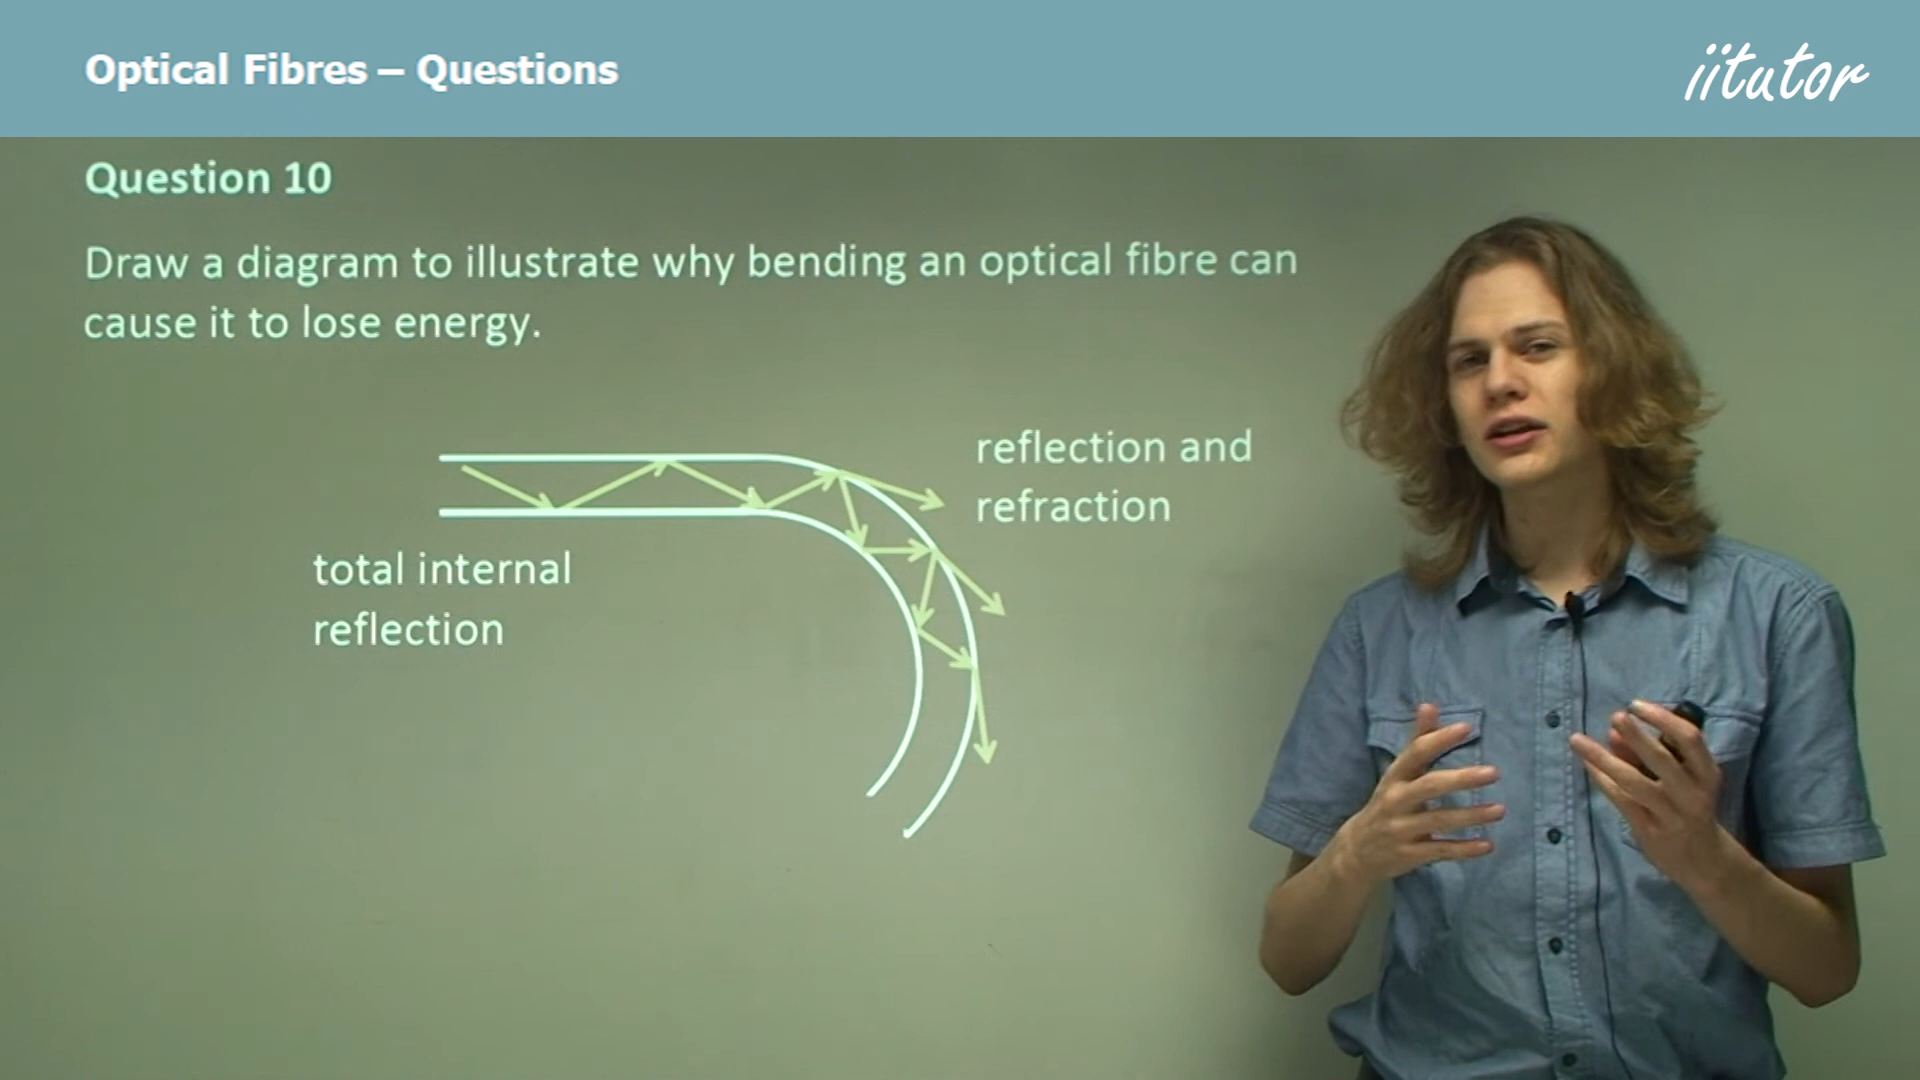 Optical Fibres – Questions
iitutor
Question 10
Draw a diagram to illustrate why bending an optical fibre can
cause it to lose energy.
reflection and
refraction
total internal
reflection